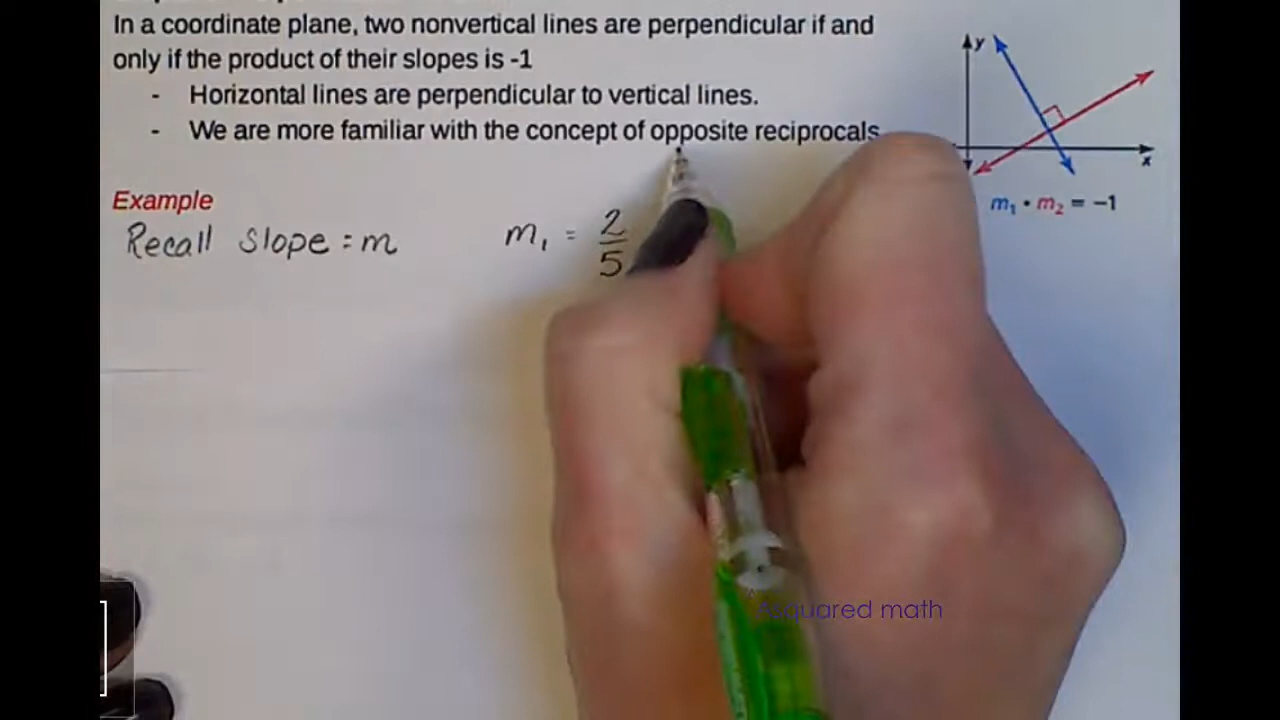 In a coordinate plane, two nonvertical lines are perpendicular if and
only if the product of their slopes is -1
- Horizontal lines are perpendicular to vertical lines.
- We are more familiar with the concept of opposite reciprocals
y
x
m₁ • m₂ = −1
Example
Recall Slope = m
m₁ = 2/5
Asquared math